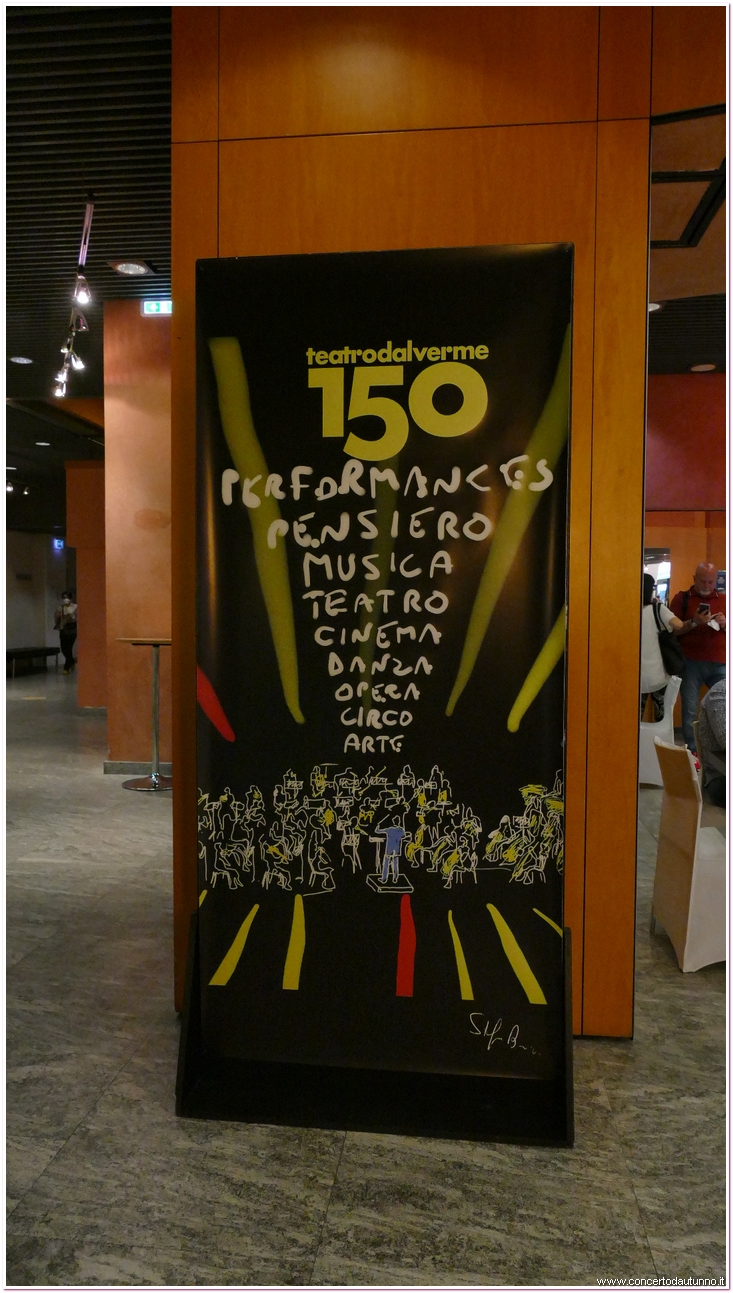 teatrodalverme
150
PERFORMANCES
PENSIERO
MUSICA
TEATRO
CINEMA
DANZA
OPERA
CIRCO
ARTE
www.concertodautunno.it